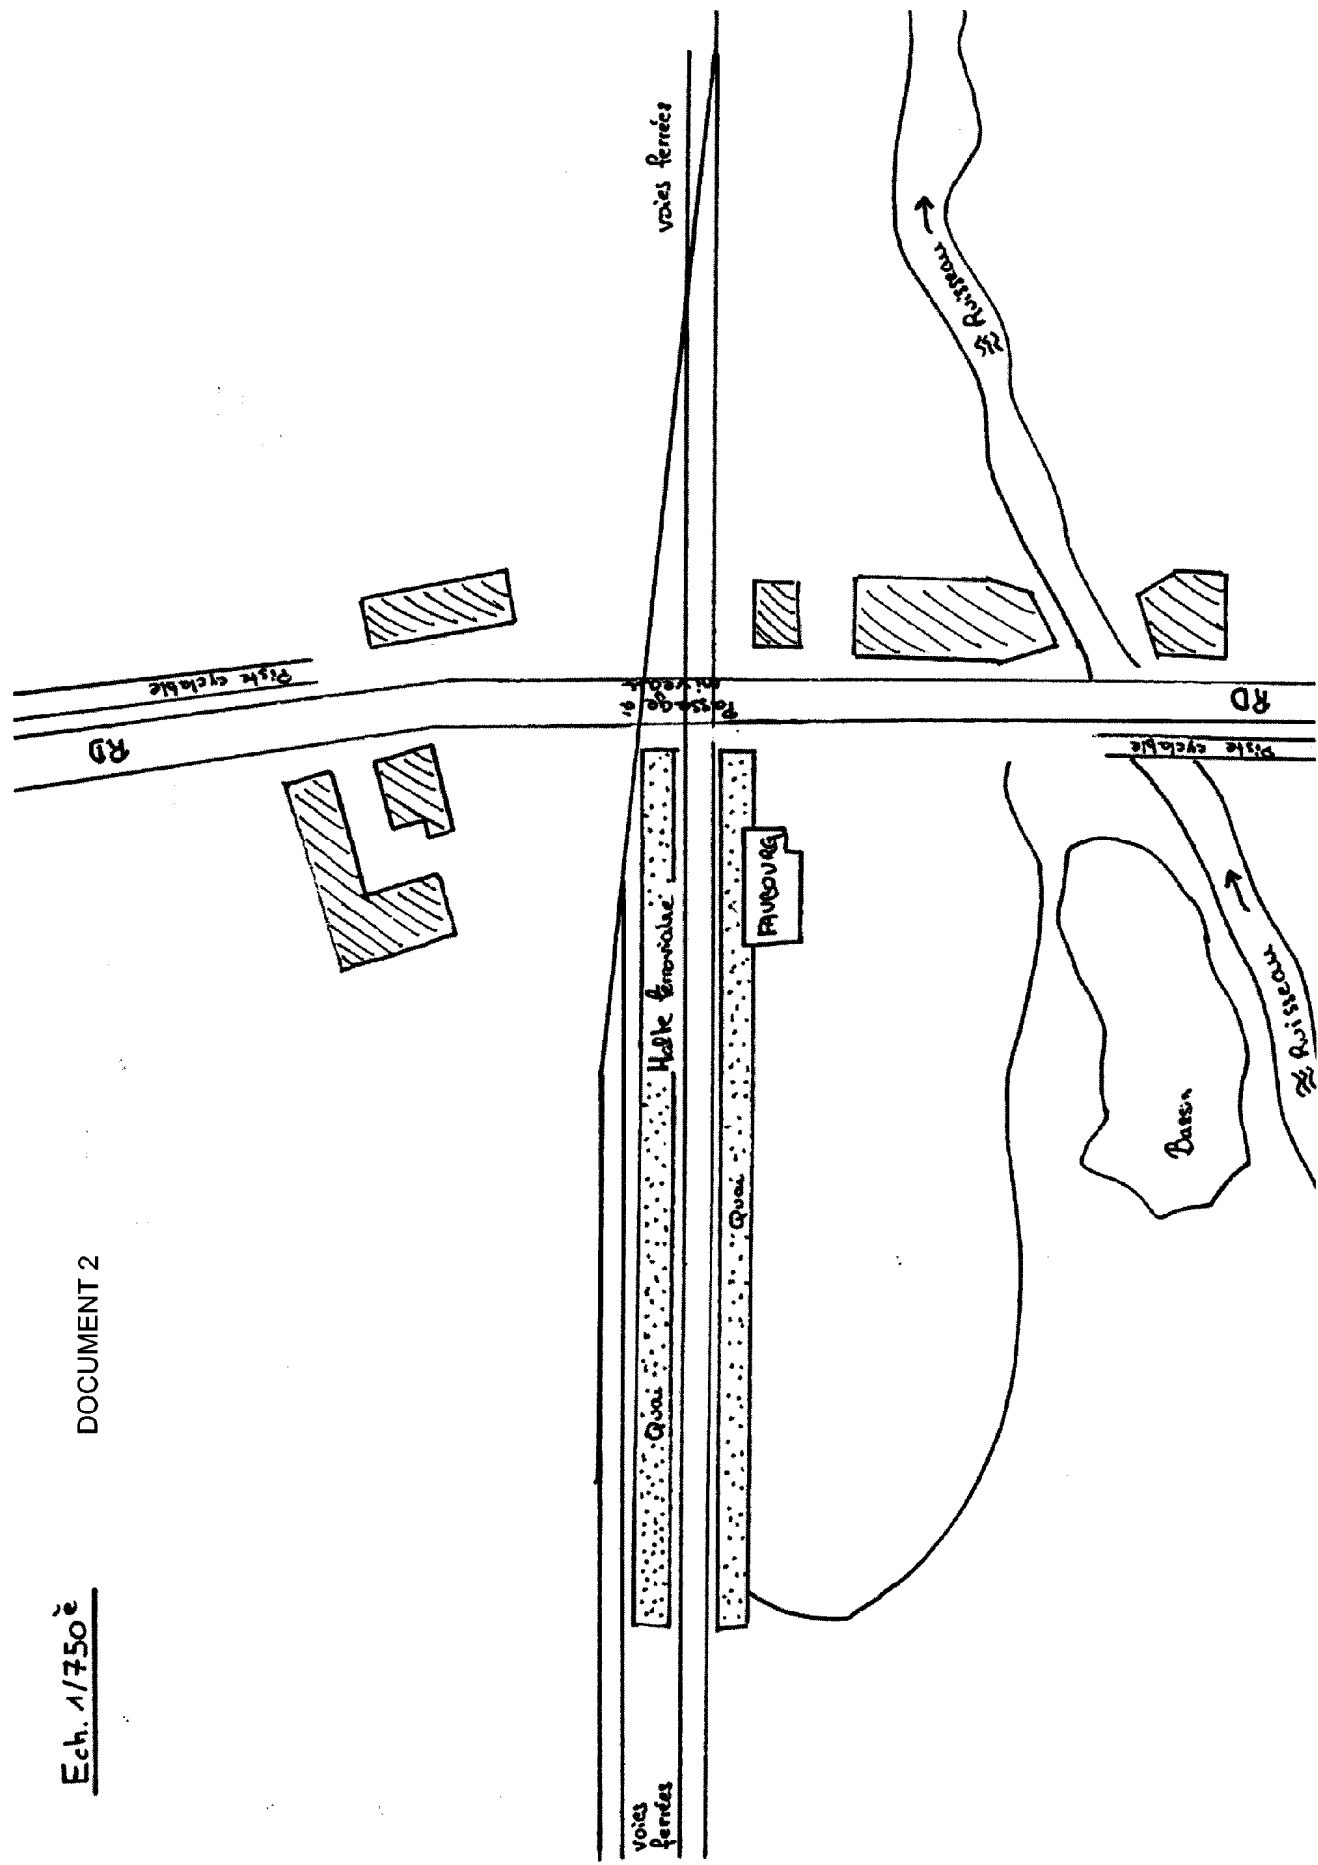 DOCUMENT 2
Ech. 1/750è
voies
ferrées
Quai
Halte ferroviaire
Quai
FAUBOURG
Passage à
niveau
voies ferrées
RD
Piste cyclable
RD
Piste cyclable
Ruisseau
Bassin
Ruisseau